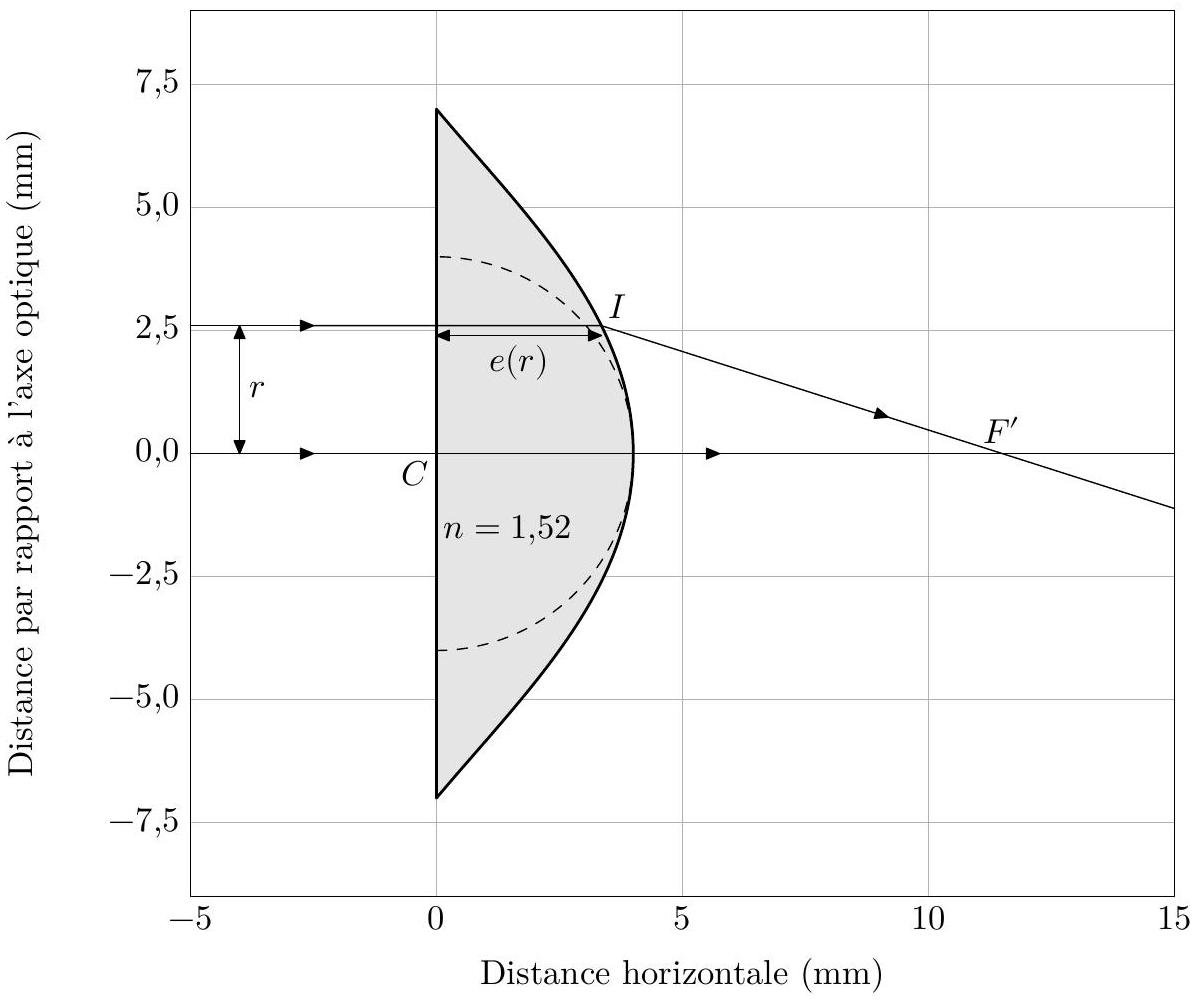 Distance par rapport à l'axe optique (mm)
7,5
5,0
2,5
0,0
−2,5
−5,0
−7,5
I
e(r)
r
F′
C
n = 1,52
−5
0
5
10
15
Distance horizontale (mm)